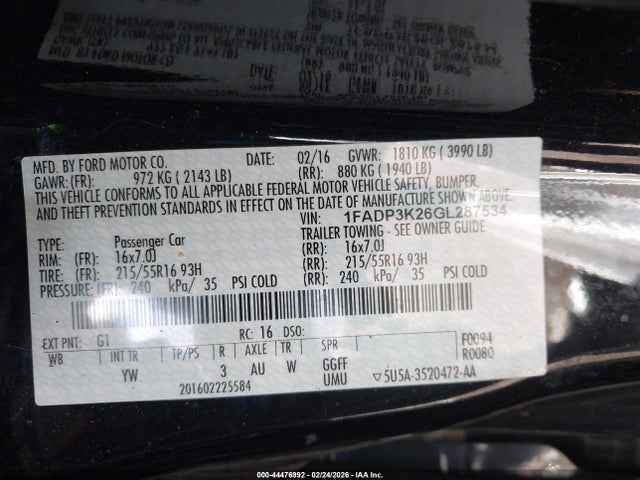 MFD. BY FORD MOTOR CO. DATE: 02/16 GVWR: 1810 KG ( 3990 LB)
GAWR: (FR): 972 KG ( 2143 LB) (RR): 880 KG ( 1940 LB)
THIS VEHICLE CONFORMS TO ALL APPLICABLE FEDERAL MOTOR VEHICLE SAFETY, BUMPER,
AND THEFT PREVENTION STANDARDS IN EFFECT ON THE DATE OF MANUFACTURE SHOWN ABOVE.
VIN: 1FADP3K26GL287534
TYPE: Passenger Car TRAILER TOWING - SEE OWNER GUIDE
RIM: (FR): 16x7.0J (RR): 16x7.0J
TIRE: (FR): 215/55R16 93H (RR): 215/55R16 93H
PRESSURE: (FR): 240 kPa/ 35 PSI COLD (RR): 240 kPa/ 35 PSI COLD
EXT PNT: G1 RC: 16 DSO: F0094
WB INT TR TP/PS R AXLE TR SPR R0080
YW 3 AU W GGFF
201602225584 UMU ▽5U5A-3520472-AA
000-44476992 - 02/24/2026 - IAA Inc.